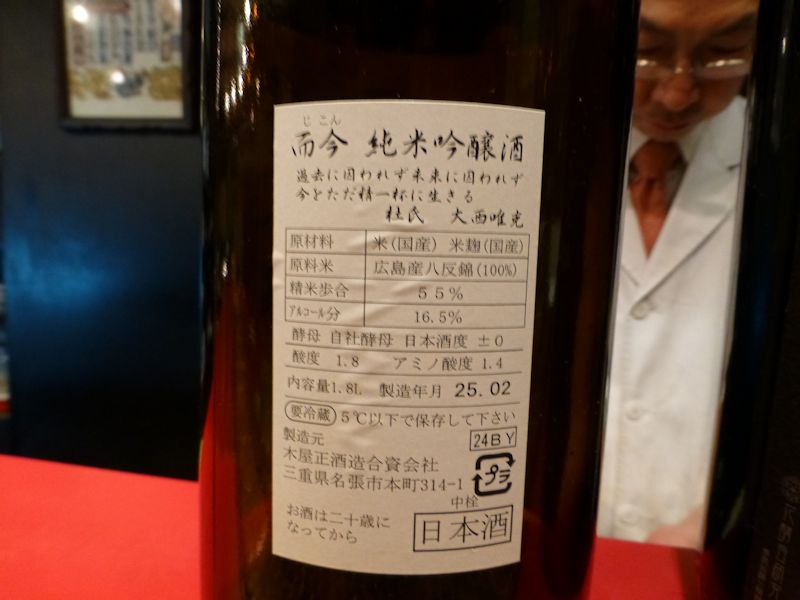 じ こん
而今 純米吟醸酒
過去に囚われず未来に囚われず
今をただ精一杯に生きる
杜氏 大西唯克
原材料 米(国産) 米麹(国産)
原料米 広島産八反錦(100%)
精米歩合 55%
アルコール分 16.5%
酵母 自社酵母 日本酒度 ±0
酸度 1.8 アミノ酸度 1.4
内容量1.8L 製造年月 25.02
要冷蔵 5℃以下で保存して下さい
製造元 24BY
木屋正酒造合資会社
三重県名張市本町314-1
プラ
中栓
お酒は二十歳に
なってから
日本酒